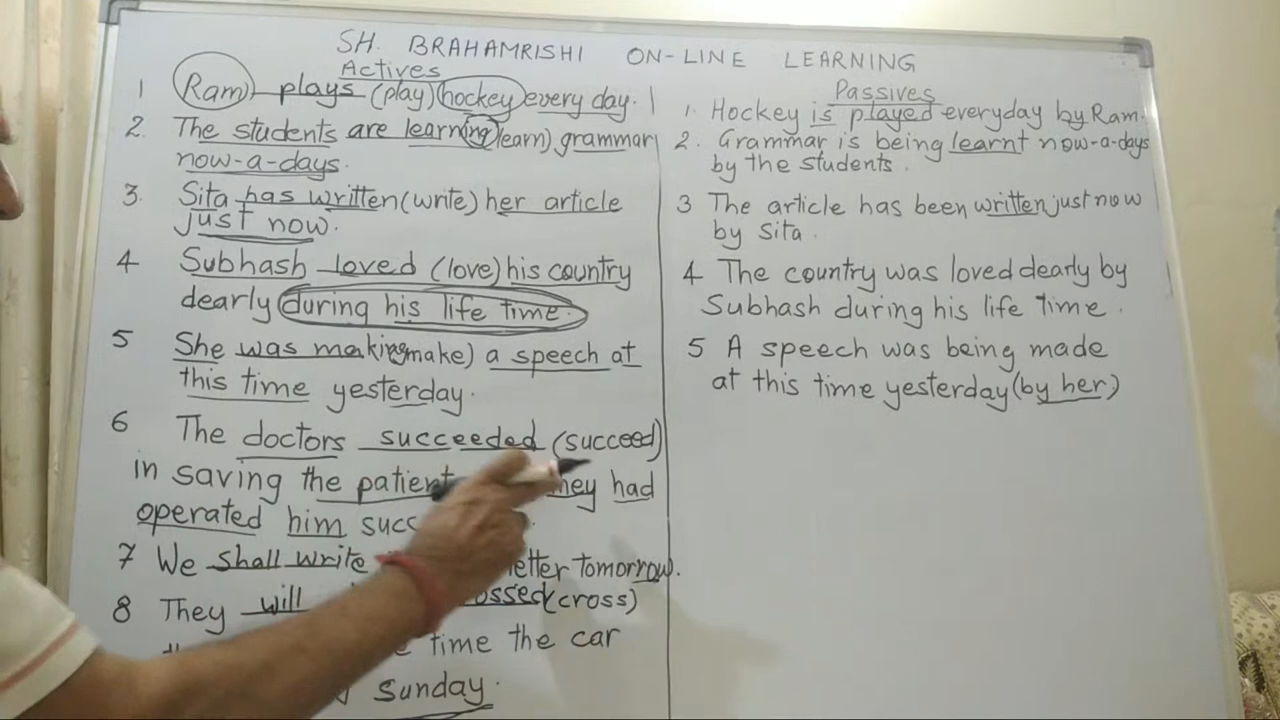 SH. BRAHAMRISHI ON-LINE LEARNING
Actives
1 Ram plays (play) hockey every day.
2. The students are learning (learn) grammar
now-a-days.
3. Sita has written (write) her article
just now.
4 Subhash loved (love) his country
dearly during his life time.
5 She was making (make) a speech at
this time yesterday.
6 The doctors succeeded (succeed)
in saving the patient they had
operated him
7 We shall write letter tomorrow.
8 They will (cross)
time the car
Sunday.
Passives
1. Hockey is played everyday by Ram.
2. Grammar is being learnt now-a-days
by the students.
3 The article has been written just now
by Sita.
4 The country was loved dearly by
Subhash during his life time.
5 A speech was being made
at this time yesterday (by her)